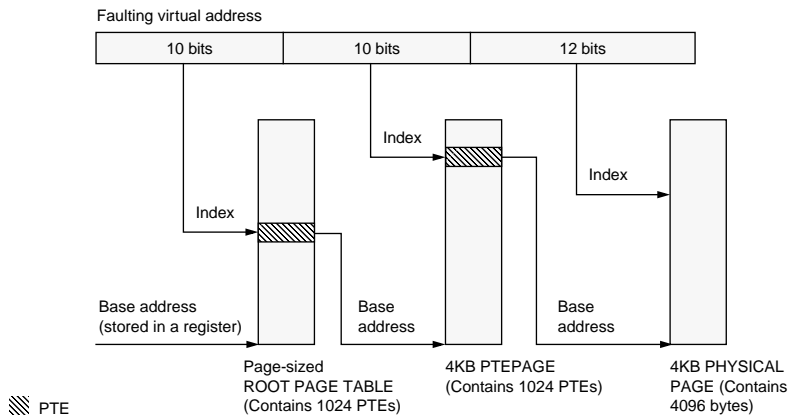 Faulting virtual address
10 bits
10 bits
12 bits
Index
Index
Index
Base address
(stored in a register)
Base
address
Base
address
Page-sized
ROOT PAGE TABLE
(Contains 1024 PTEs)
4KB PTEPAGE
(Contains 1024 PTEs)
4KB PHYSICAL
PAGE (Contains
4096 bytes)
PTE